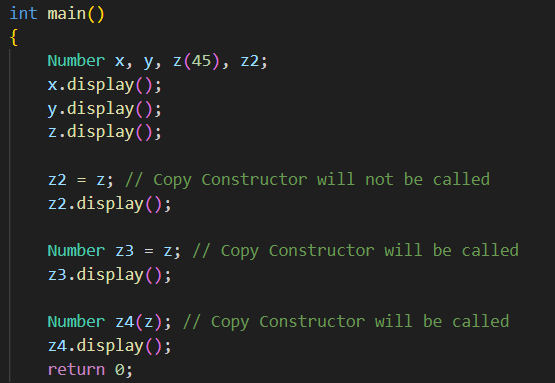 int main()
{
Number x, y, z(45), z2;
x.display();
y.display();
z.display();
z2 = z; // Copy Constructor will not be called
z2.display();
Number z3 = z; // Copy Constructor will be called
z3.display();
Number z4(z); // Copy Constructor will be called
z4.display();
return 0;